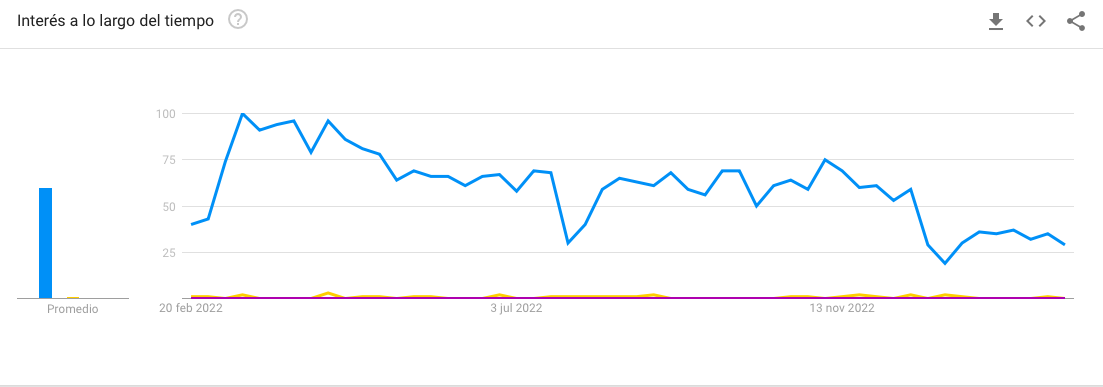 Interés a lo largo del tiempo
100
75
50
25
Promedio
20 feb 2022
3 jul 2022
13 nov 2022